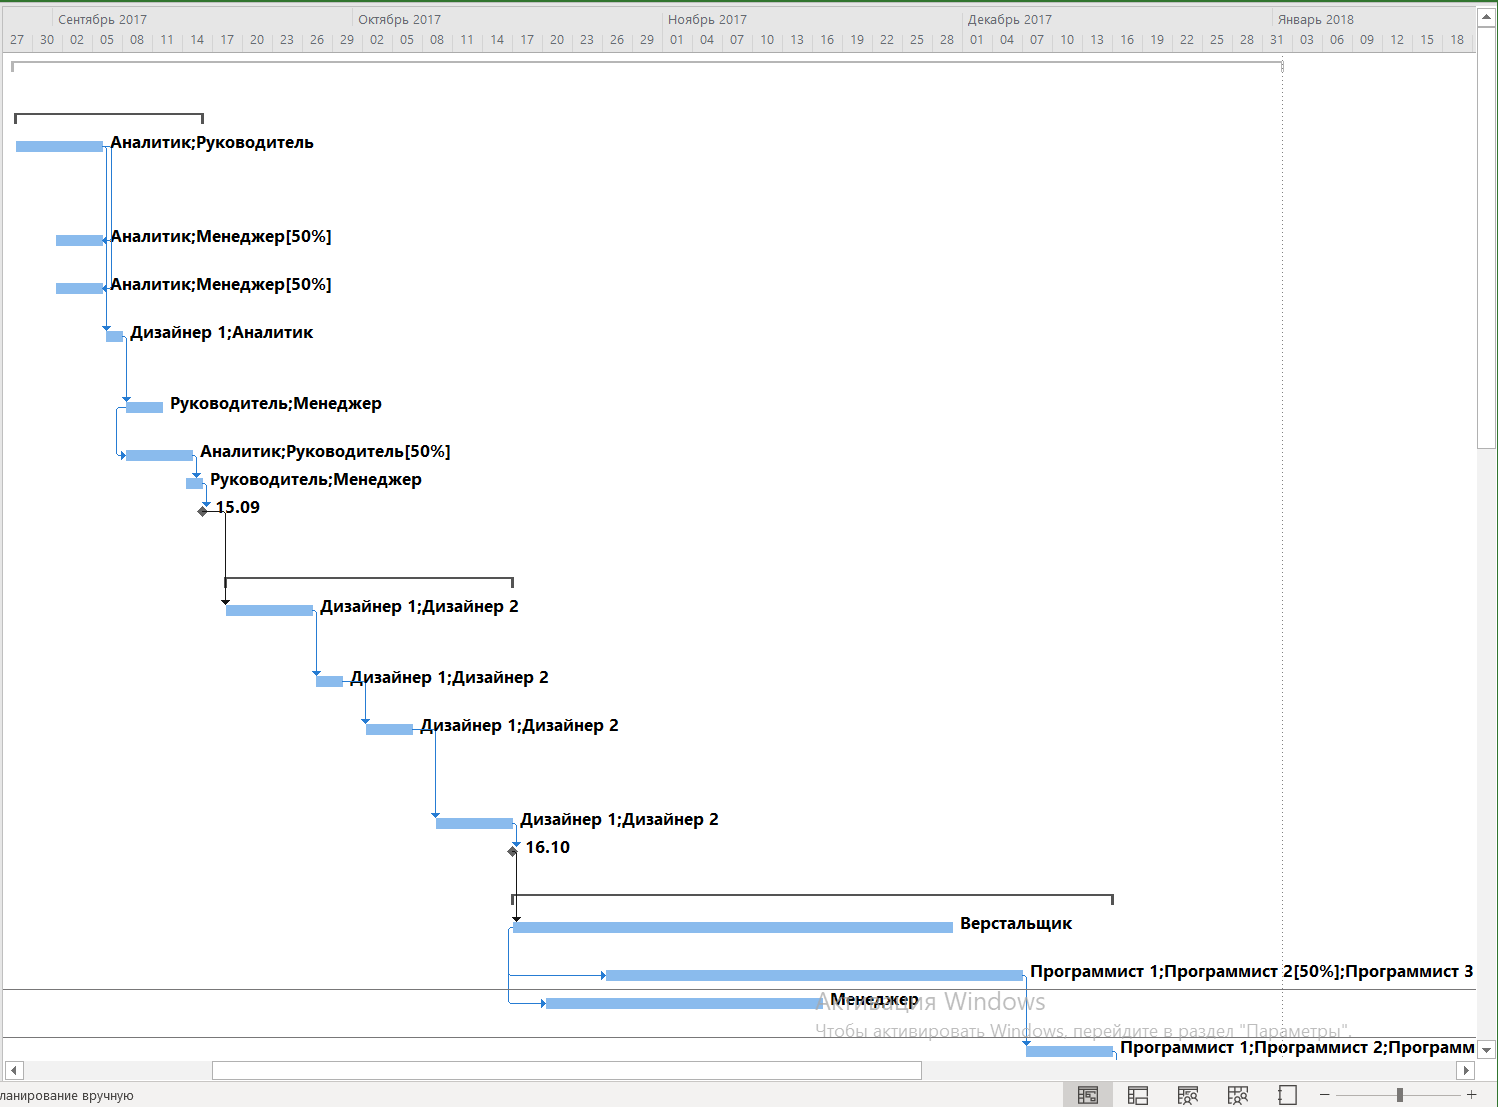 Сентябрь 2017 Октябрь 2017 Ноябрь 2017 Декабрь 2017 Январь 2018
27 30 02 05 08 11 14 17 20 23 26 29 02 05 08 11 14 17 20 23 26 29 01 04 07 10 13 16 19 22 25 28 01 04 07 10 13 16 19 22 25 28 31 03 06 09 12 15 18
Аналитик;Руководитель
Аналитик;Менеджер[50%]
Аналитик;Менеджер[50%]
Дизайнер 1;Аналитик
Руководитель;Менеджер
Аналитик;Руководитель[50%]
Руководитель;Менеджер
15.09
Дизайнер 1;Дизайнер 2
Дизайнер 1;Дизайнер 2
Дизайнер 1;Дизайнер 2
Дизайнер 1;Дизайнер 2
16.10
Верстальщик
Программист 1;Программист 2[50%];Программист 3
Менеджер
Активация Windows
Чтобы активировать Windows, перейдите в раздел "Параметры".
Программист 1;Программист 2;Программ
ланирование вручную